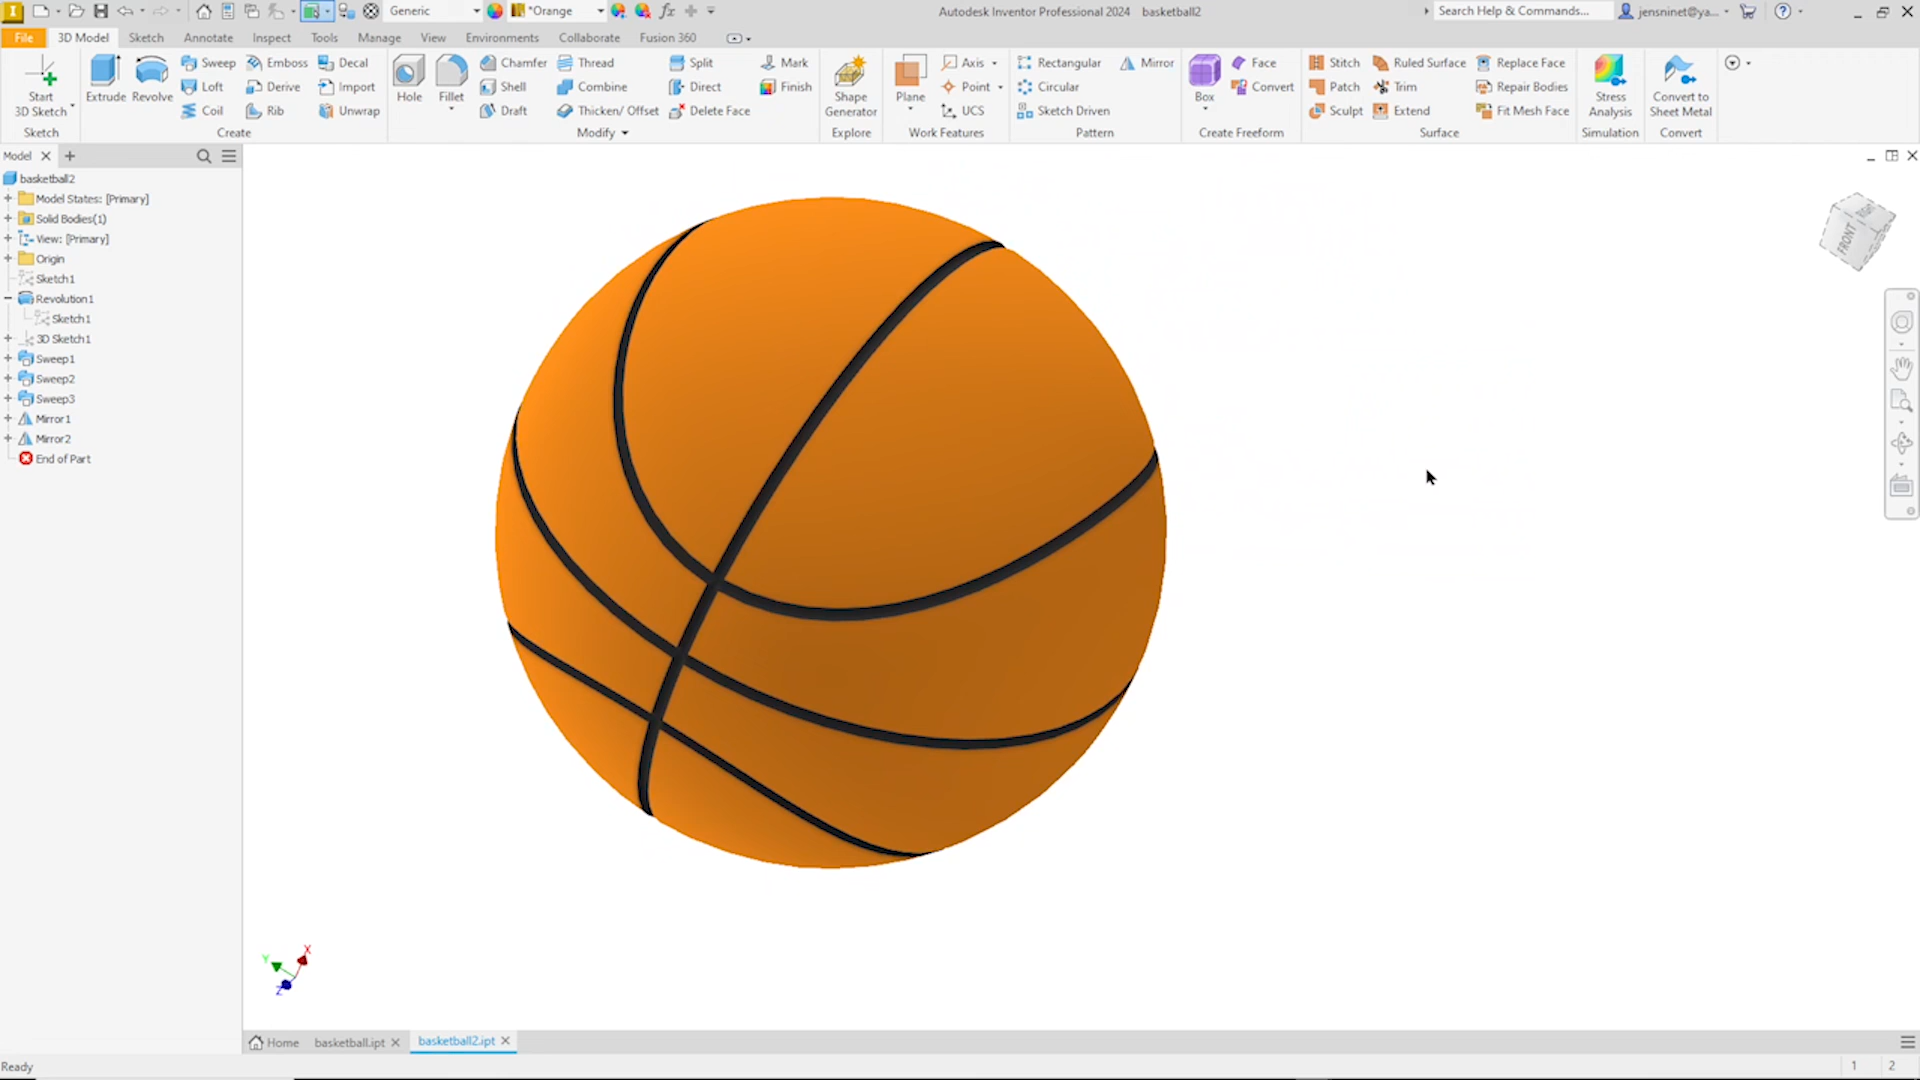 Generic *Orange Autodesk Inventor Professional 2024 basketball2 Search Help & Commands... jensninet@ya...
File 3D Model Sketch Annotate Inspect Tools Manage View Environments Collaborate Fusion 360
Start
3D Sketch
Extrude
Revolve
Sweep Emboss Decal
Loft Derive Import
Coil Rib Unwrap
Hole
Fillet
Chamfer Thread Split Mark
Shell Combine Direct Finish
Draft Thicken/ Offset Delete Face
Shape
Generator
Plane
Axis
Point
UCS
Rectangular Mirror
Circular
Sketch Driven
Box
Face
Convert
Stitch Ruled Surface Replace Face
Patch Trim Repair Bodies
Sculpt Extend Fit Mesh Face
Stress
Analysis
Convert to
Sheet Metal
Sketch Create Modify Explore Work Features Pattern Create Freeform Surface Simulation Convert
Model
basketball2
Model States: [Primary]
Solid Bodies(1)
View: [Primary]
Origin
Sketch1
Revolution1
Sketch1
3D Sketch1
Sweep1
Sweep2
Sweep3
Mirror1
Mirror2
End of Part
FRONT
X
Y
Z
Home basketball.ipt basketball2.ipt
Ready 1 2